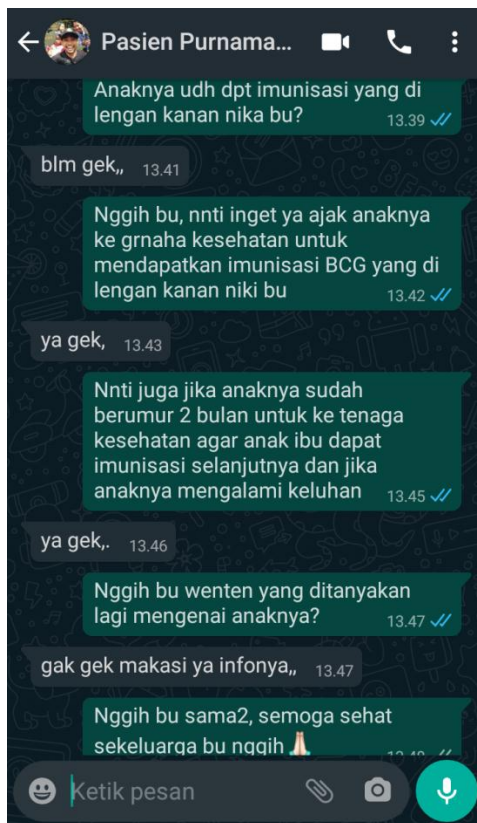 Pasien Purnama...
Anaknya udh dpt imunisasi yang di
lengan kanan nika bu?
13.39
blm gek,, 13.41
Nggih bu, nnti inget ya ajak anaknya
ke grnaha kesehatan untuk
mendapatkan imunisasi BCG yang di
lengan kanan niki bu
13.42
ya gek, 13.43
Nnti juga jika anaknya sudah
berumur 2 bulan untuk ke tenaga
kesehatan agar anak ibu dapat
imunisasi selanjutnya dan jika
anaknya mengalami keluhan 13.45
ya gek,. 13.46
Nggih bu wenten yang ditanyakan
lagi mengenai anaknya? 13.47
gak gek makasi ya infonya,, 13.47
Nggih bu sama2, semoga sehat
sekeluarga bu nggih 🙏🏻
Ketik pesan